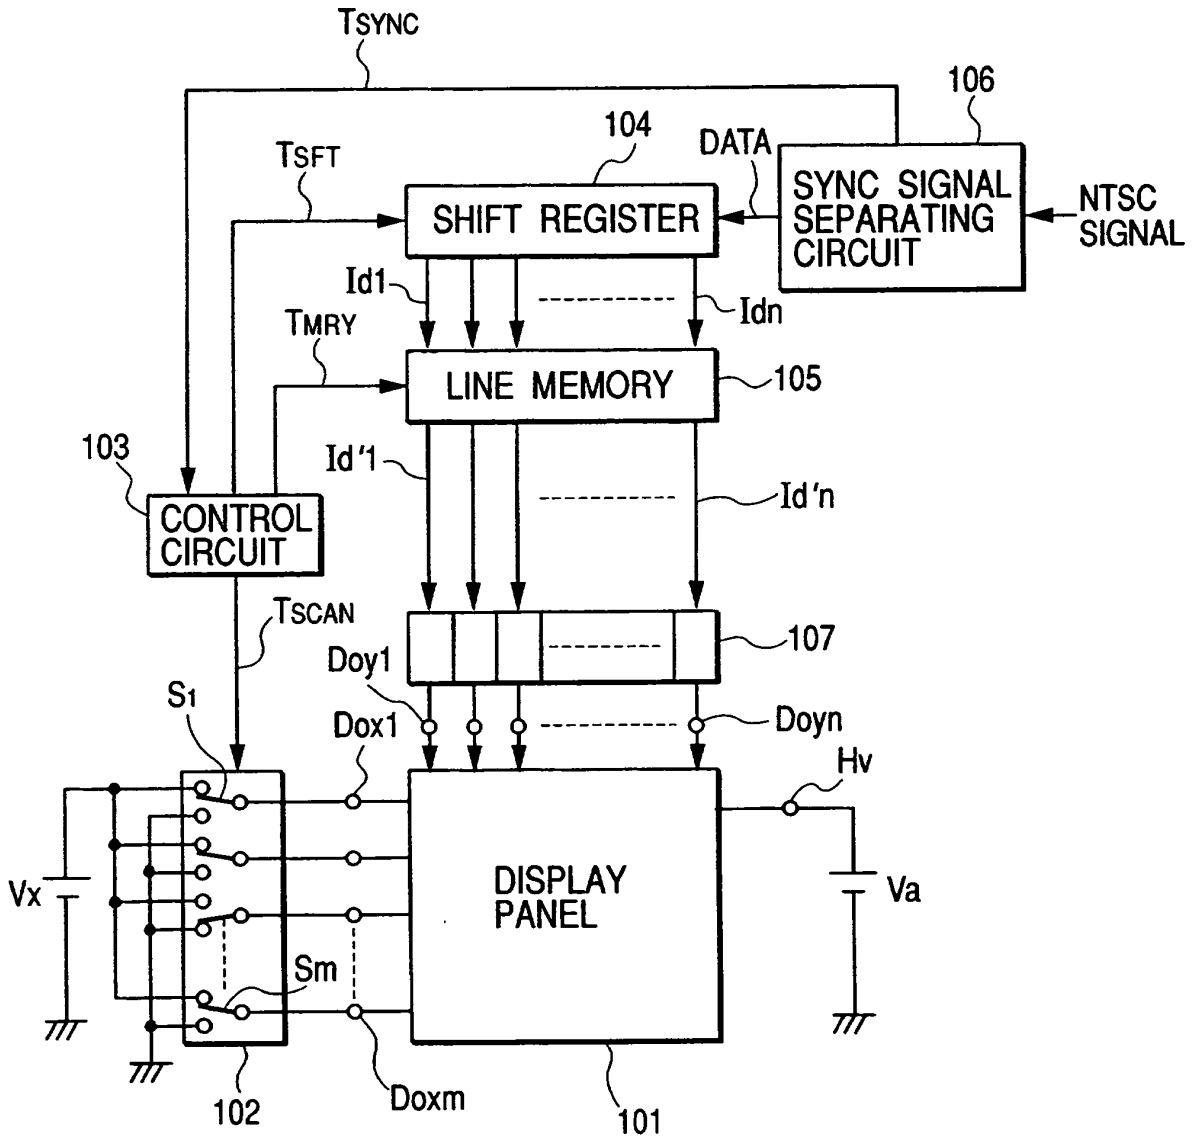 TSYNC
106
104
DATA
TSFT
SHIFT REGISTER
SYNC SIGNAL
SEPARATING
CIRCUIT
NTSC
SIGNAL
Id1
Idn
TMRY
LINE MEMORY
105
103
Id'1
Id'n
CONTROL
CIRCUIT
TSCAN
107
Doy1
S1
Dox1
Doyn
Hv
DISPLAY
PANEL
Vx
Va
Sm
102
Doxm
101